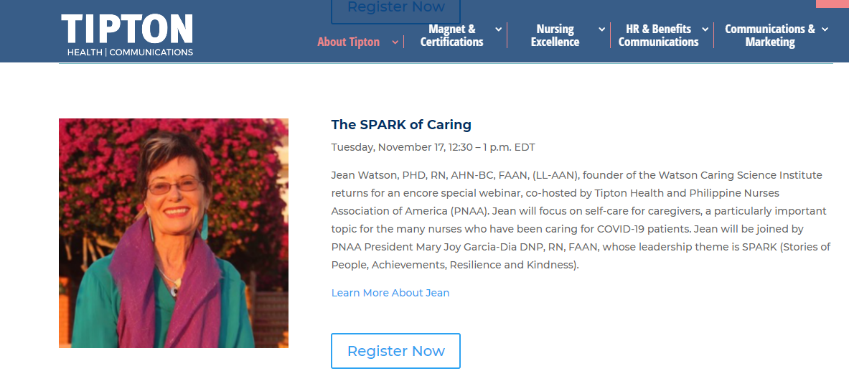 Register Now
TIPTON
HEALTH | COMMUNICATIONS
About Tipton
Magnet &
Certifications
Nursing
Excellence
HR & Benefits
Communications
Communications &
Marketing
The SPARK of Caring
Tuesday, November 17, 12:30 – 1 p.m. EDT
Jean Watson, PHD, RN, AHN-BC, FAAN, (LL-AAN), founder of the Watson Caring Science Institute
returns for an encore special webinar, co-hosted by Tipton Health and Philippine Nurses
Association of America (PNAA). Jean will focus on self-care for caregivers, a particularly important
topic for the many nurses who have been caring for COVID-19 patients. Jean will be joined by
PNAA President Mary Joy Garcia-Dia DNP, RN, FAAN, whose leadership theme is SPARK (Stories of
People, Achievements, Resilience and Kindness).
Learn More About Jean
Register Now